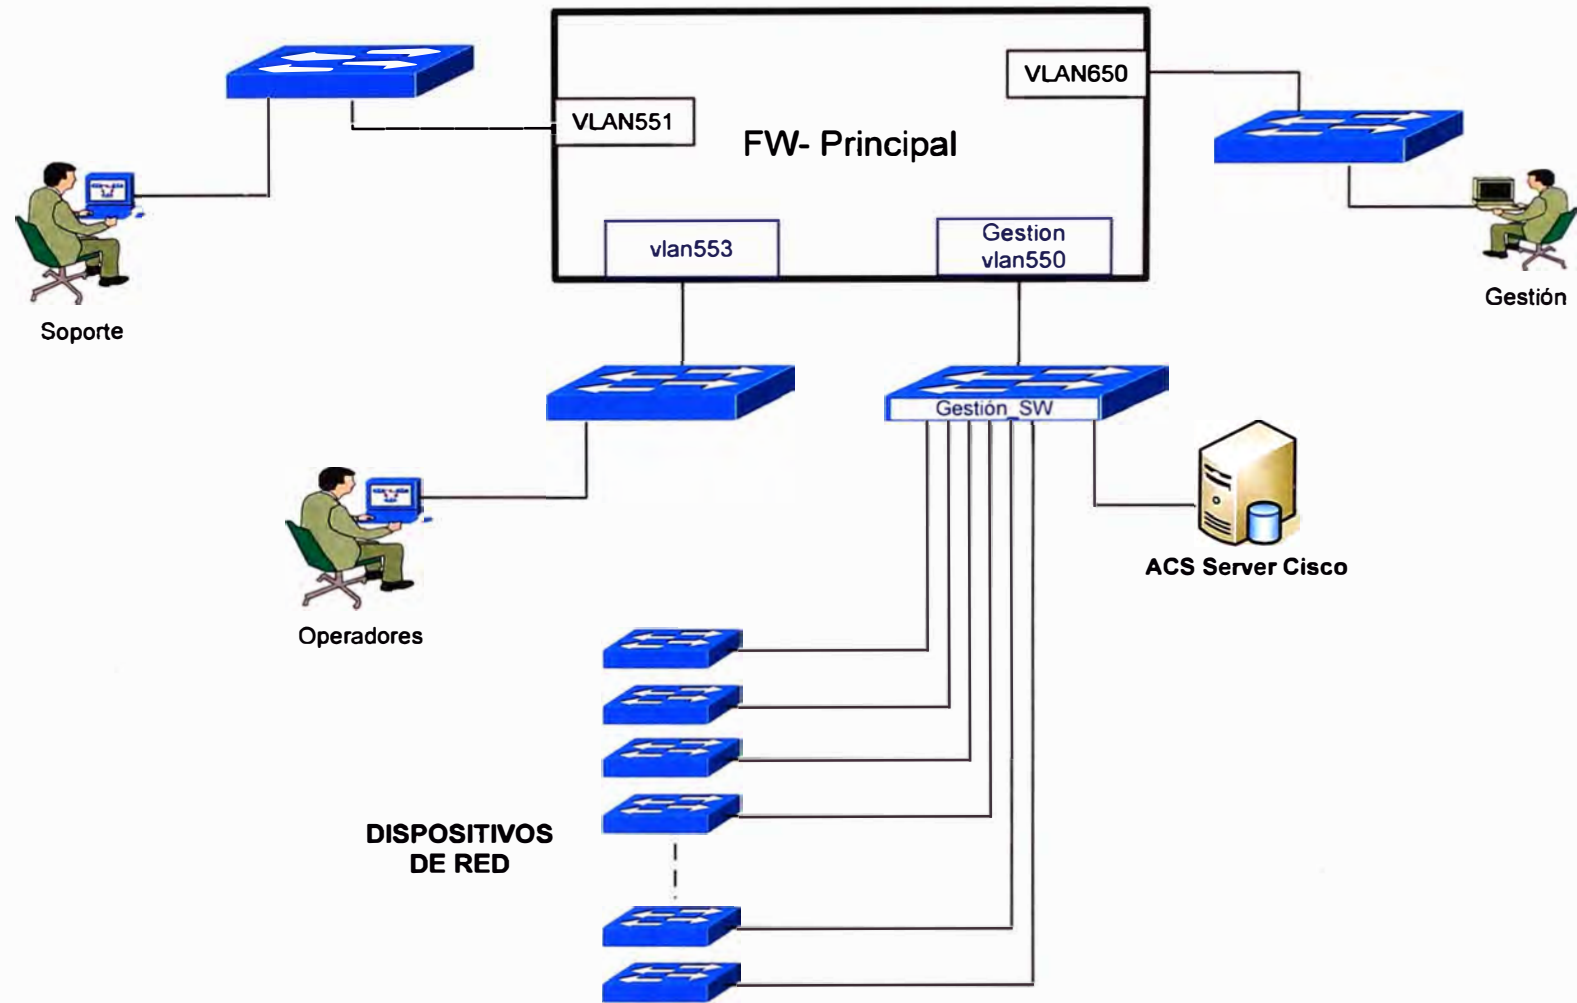 VLAN650
VLAN551
FW- Principal
vlan553
Gestion
vlan550
Gestión
Soporte
Gestión_SW
ACS Server Cisco
Operadores
DISPOSITIVOS
DE RED